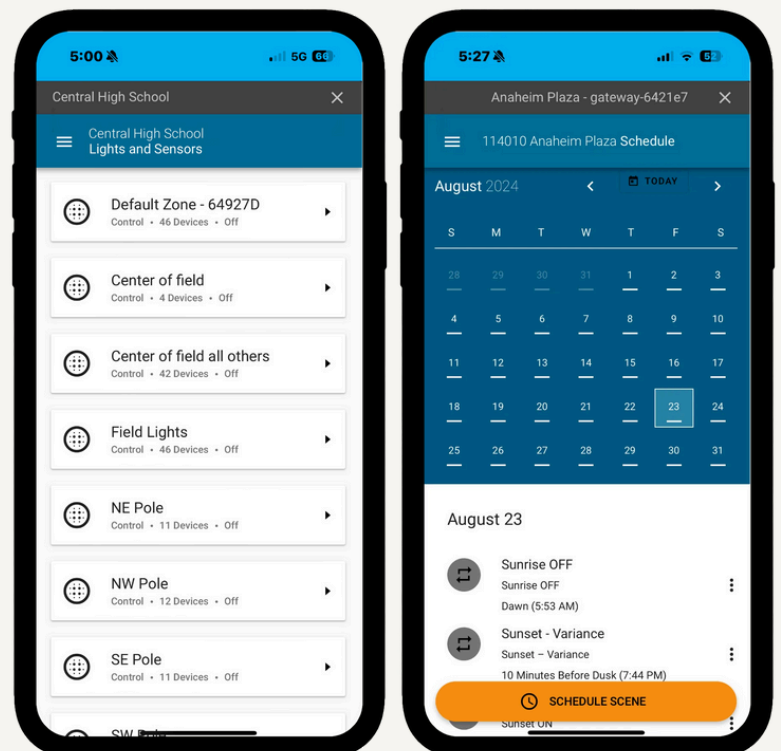 5:00
5G 66
Central High School
Central High School
Lights and Sensors
Default Zone - 64927D
Control • 46 Devices • Off
Center of field
Control • 4 Devices • Off
Center of field all others
Control • 42 Devices • Off
Field Lights
Control • 46 Devices • Off
NE Pole
Control • 11 Devices • Off
NW Pole
Control • 12 Devices • Off
SE Pole
Control • 11 Devices • Off
SW Pole
5:27
Anaheim Plaza - gateway-6421e7
114010 Anaheim Plaza Schedule
August 2024
TODAY
S M T W T F S
28 29 30 31 1 2 3
4 5 6 7 8 9 10
11 12 13 14 15 16 17
18 19 20 21 22 23 24
25 26 27 28 29 30 31
August 23
Sunrise OFF
Sunrise OFF
Dawn (5:53 AM)
Sunset - Variance
Sunset – Variance
10 Minutes Before Dusk (7:44 PM)
SCHEDULE SCENE
Sunset ON